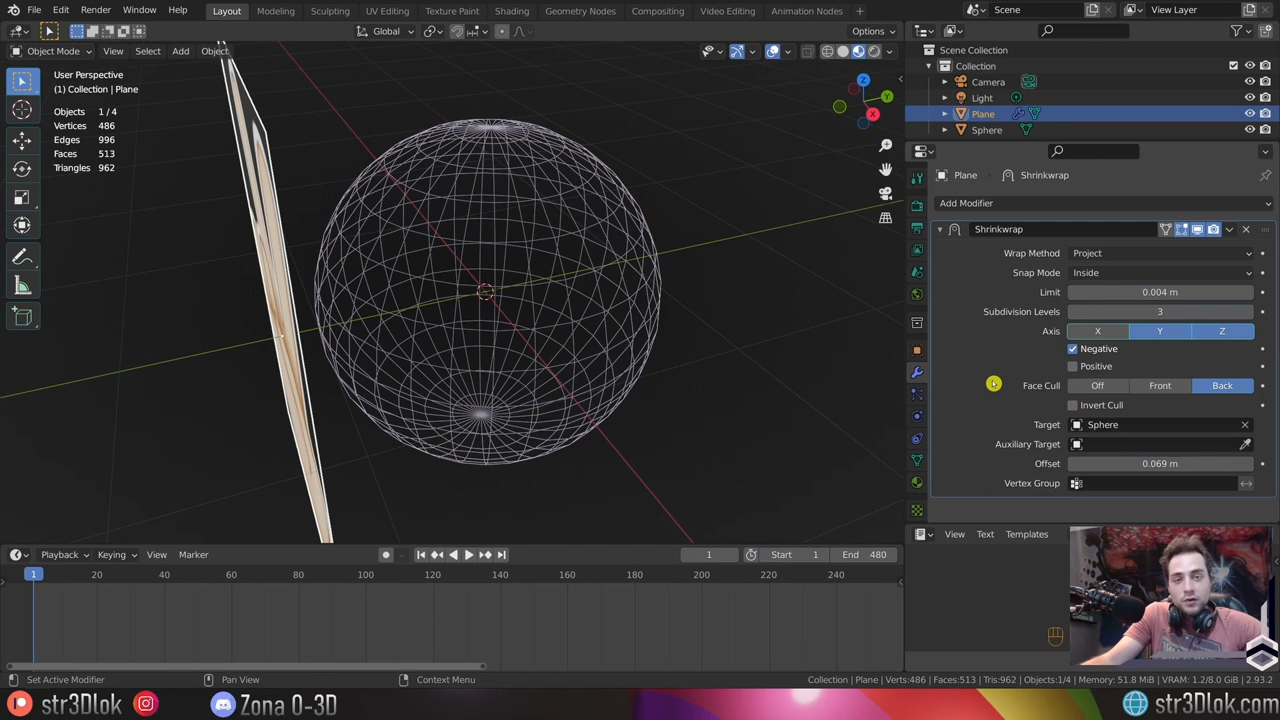 File Edit Render Window Help Layout Modeling Sculpting UV Editing Texture Paint Shading Geometry Nodes Compositing Video Editing Animation Nodes + Scene View Layer
Global Options
Object Mode View Select Add Object
User Perspective
(1) Collection | Plane
Objects 1 / 4
Vertices 486
Edges 996
Faces 513
Triangles 962
Z
Y
X
Scene Collection
Collection
Camera
Light
Plane
Sphere
Plane Shrinkwrap
Add Modifier
Shrinkwrap
Wrap Method Project
Snap Mode Inside
Limit 0.004 m
Subdivision Levels 3
Axis X Y Z
Negative
Positive
Face Cull Off Front Back
Invert Cull
Target Sphere
Auxiliary Target
Offset 0.069 m
Vertex Group
View Text Templates
Playback Keying View Marker 1 Start 1 End 480
1 20 40 60 80 100 120 140 160 180 200 220 240
Set Active Modifier Pan View Context Menu Collection | Plane | Verts:486 | Faces:513 | Tris:962 | Objects:1/4 | Memory: 51.8 MiB | VRAM: 1.2/8.0 GiB | 2.93.2
str3Dlok Zona 0-3D str3Dlok.com